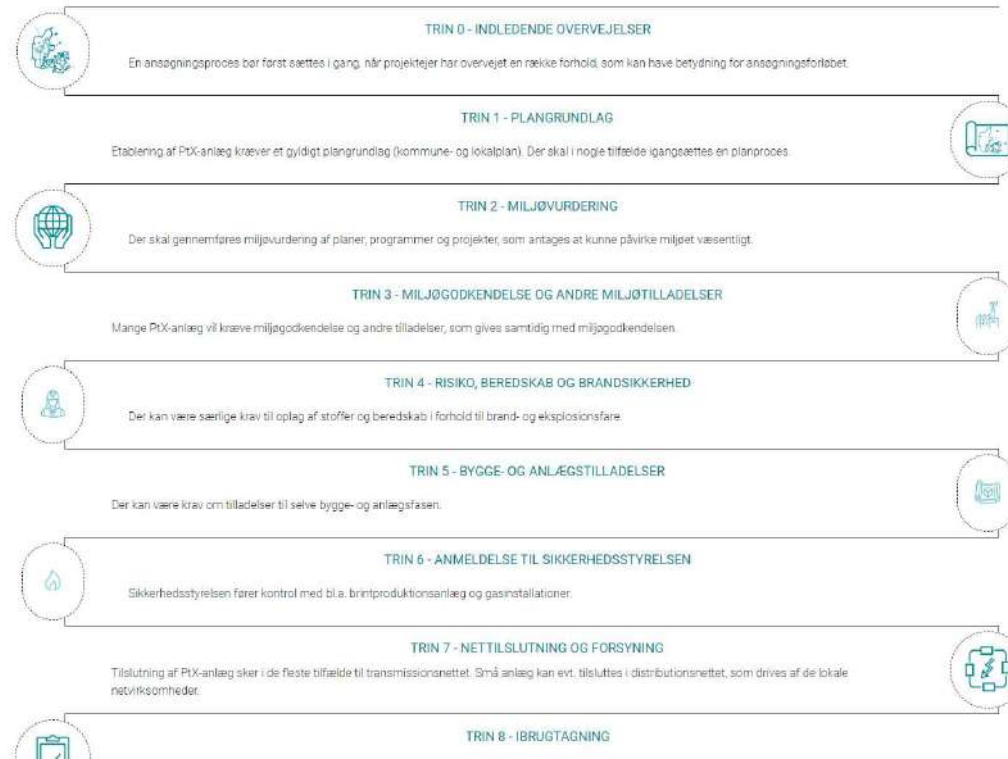 TRIN 0 - INDLEDENDE OVERVEJELSER
En ansøgningsproces bør først sættes i gang, når projektejer har overvejet en række forhold, som kan have betydning for ansøgningsforløbet.
TRIN 1 - PLANGRUNDLAG
Etablering af PtX-anlæg kræver et gyldigt plangrundlag (kommune- og lokalplan). Der skal i nogle tilfælde igangsættes en planproces.
TRIN 2 - MILJØVURDERING
Der skal gennemføres miljøvurdering af planer, programmer og projekter, som antages at kunne påvirke miljøet væsentligt.
TRIN 3 - MILJØGODKENDELSE OG ANDRE MILJØTILLADELSER
Mange PtX-anlæg vil kræve miljøgodkendelse og andre tilladelser, som gives samtidig med miljøgodkendelsen.
TRIN 4 - RISIKO, BEREDSKAB OG BRANDSIKKERHED
Der kan være særlige krav til oplag af stoffer og beredskab i forhold til brand- og eksplosionsfare.
TRIN 5 - BYGGE- OG ANLÆGSTILLADELSER
Der kan være krav om tilladelser til selve bygge- og anlægsfasen.
TRIN 6 - ANMELDELSE TIL SIKKERHEDSSTYRELSEN
Sikkerhedsstyrelsen fører kontrol med bl.a. brintproduktionsanlæg og gasinstallationer.
TRIN 7 - NETTILSLUTNING OG FORSYNING
Tilslutning af PtX-anlæg sker i de fleste tilfælde til transmissionsnettet. Små anlæg kan evt. tilsluttes i distributionsnettet, som drives af de lokale
netvirksomheder.
TRIN 8 - IBRUGTAGNING